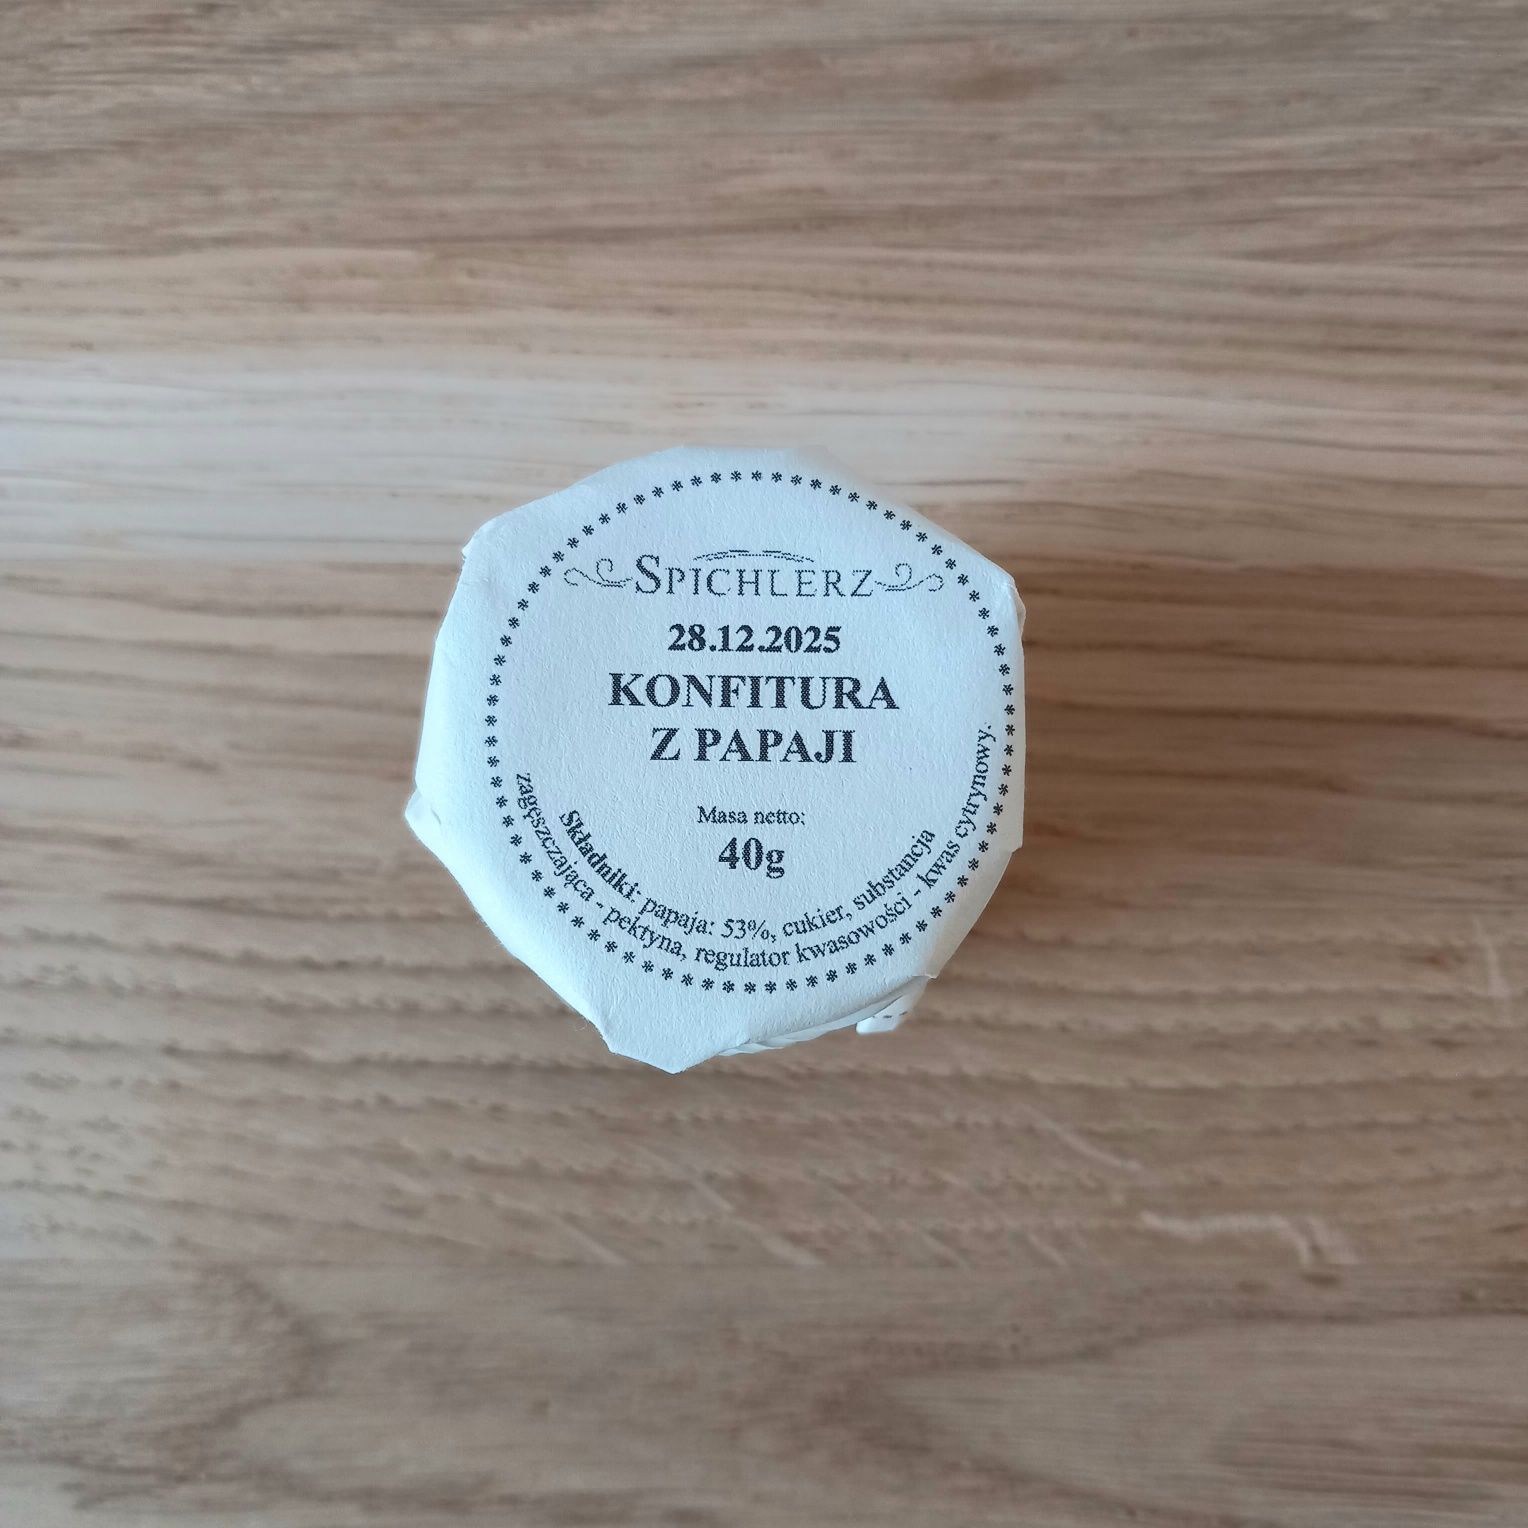 SPICHLERZ
28.12.2025
KONFITURA
Z PAPAJI
Masa netto:
40g
Składniki: papaja: 53%, cukier, substancja
zagęszczająca - pektyna, regulator kwasowości - kwas cytrynowy.